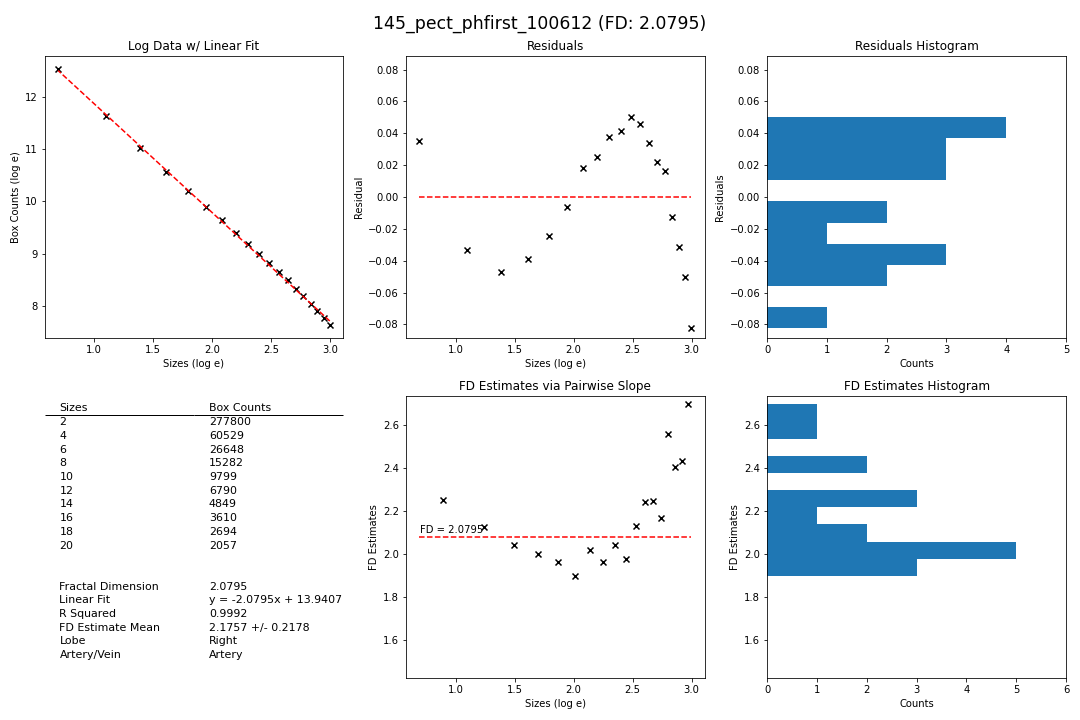 145_pect_phfirst_100612 (FD: 2.0795)
Log Data w/ Linear Fit
Box Counts (log e)
12
11
10
9
8
1.0 1.5 2.0 2.5 3.0
Sizes (log e)
Residuals
Residual
0.08
0.06
0.04
0.02
0.00
−0.02
−0.04
−0.06
−0.08
1.0 1.5 2.0 2.5 3.0
Sizes (log e)
Residuals Histogram
Residuals
0.08
0.06
0.04
0.02
0.00
−0.02
−0.04
−0.06
−0.08
0 1 2 3 4 5
Counts
Sizes Box Counts
2 277800
4 60529
6 26648
8 15282
10 9799
12 6790
14 4849
16 3610
18 2694
20 2057
Fractal Dimension 2.0795
Linear Fit y = -2.0795x + 13.9407
R Squared 0.9992
FD Estimate Mean 2.1757 +/- 0.2178
Lobe Right
Artery/Vein Artery
FD Estimates via Pairwise Slope
FD Estimates
2.6
2.4
2.2
2.0
1.8
1.6
FD = 2.0795
1.0 1.5 2.0 2.5 3.0
Sizes (log e)
FD Estimates Histogram
FD Estimates
2.6
2.4
2.2
2.0
1.8
1.6
0 1 2 3 4 5 6
Counts